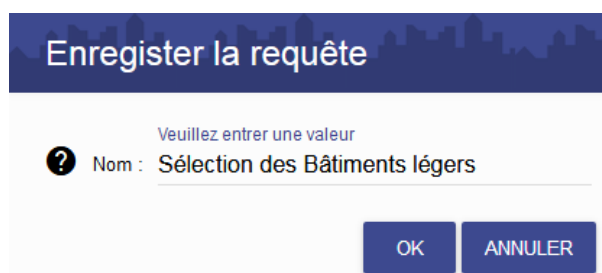 Enregister la requête
Veuillez entrer une valeur
Nom : Sélection des Bâtiments légers
OK ANNULER